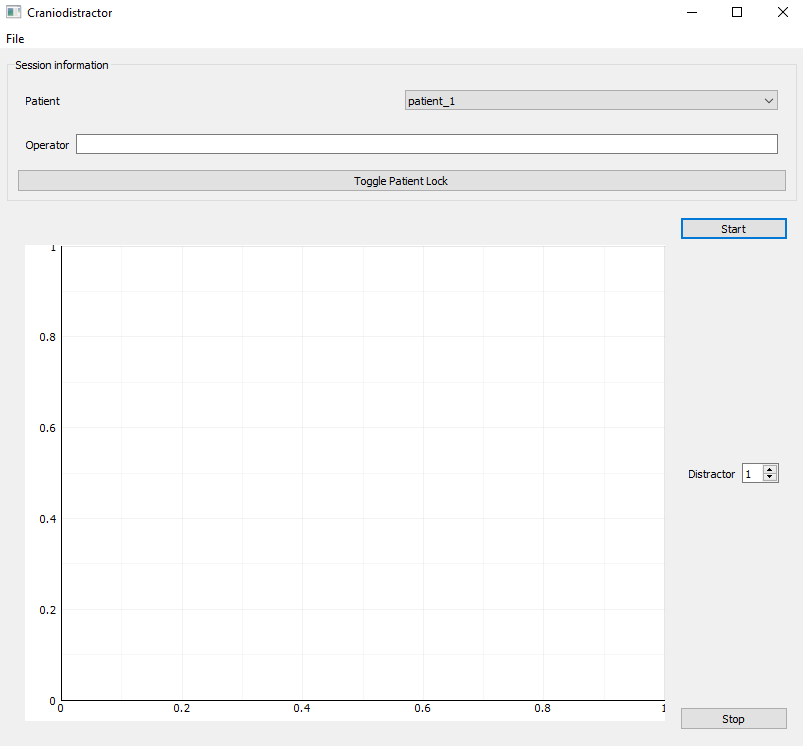 Craniodistractor
File
Session information
Patient
patient_1
Operator
Toggle Patient Lock
Start
1
0.8
0.6
0.4
0.2
0
0 0.2 0.4 0.6 0.8 1
Distractor 1
Stop